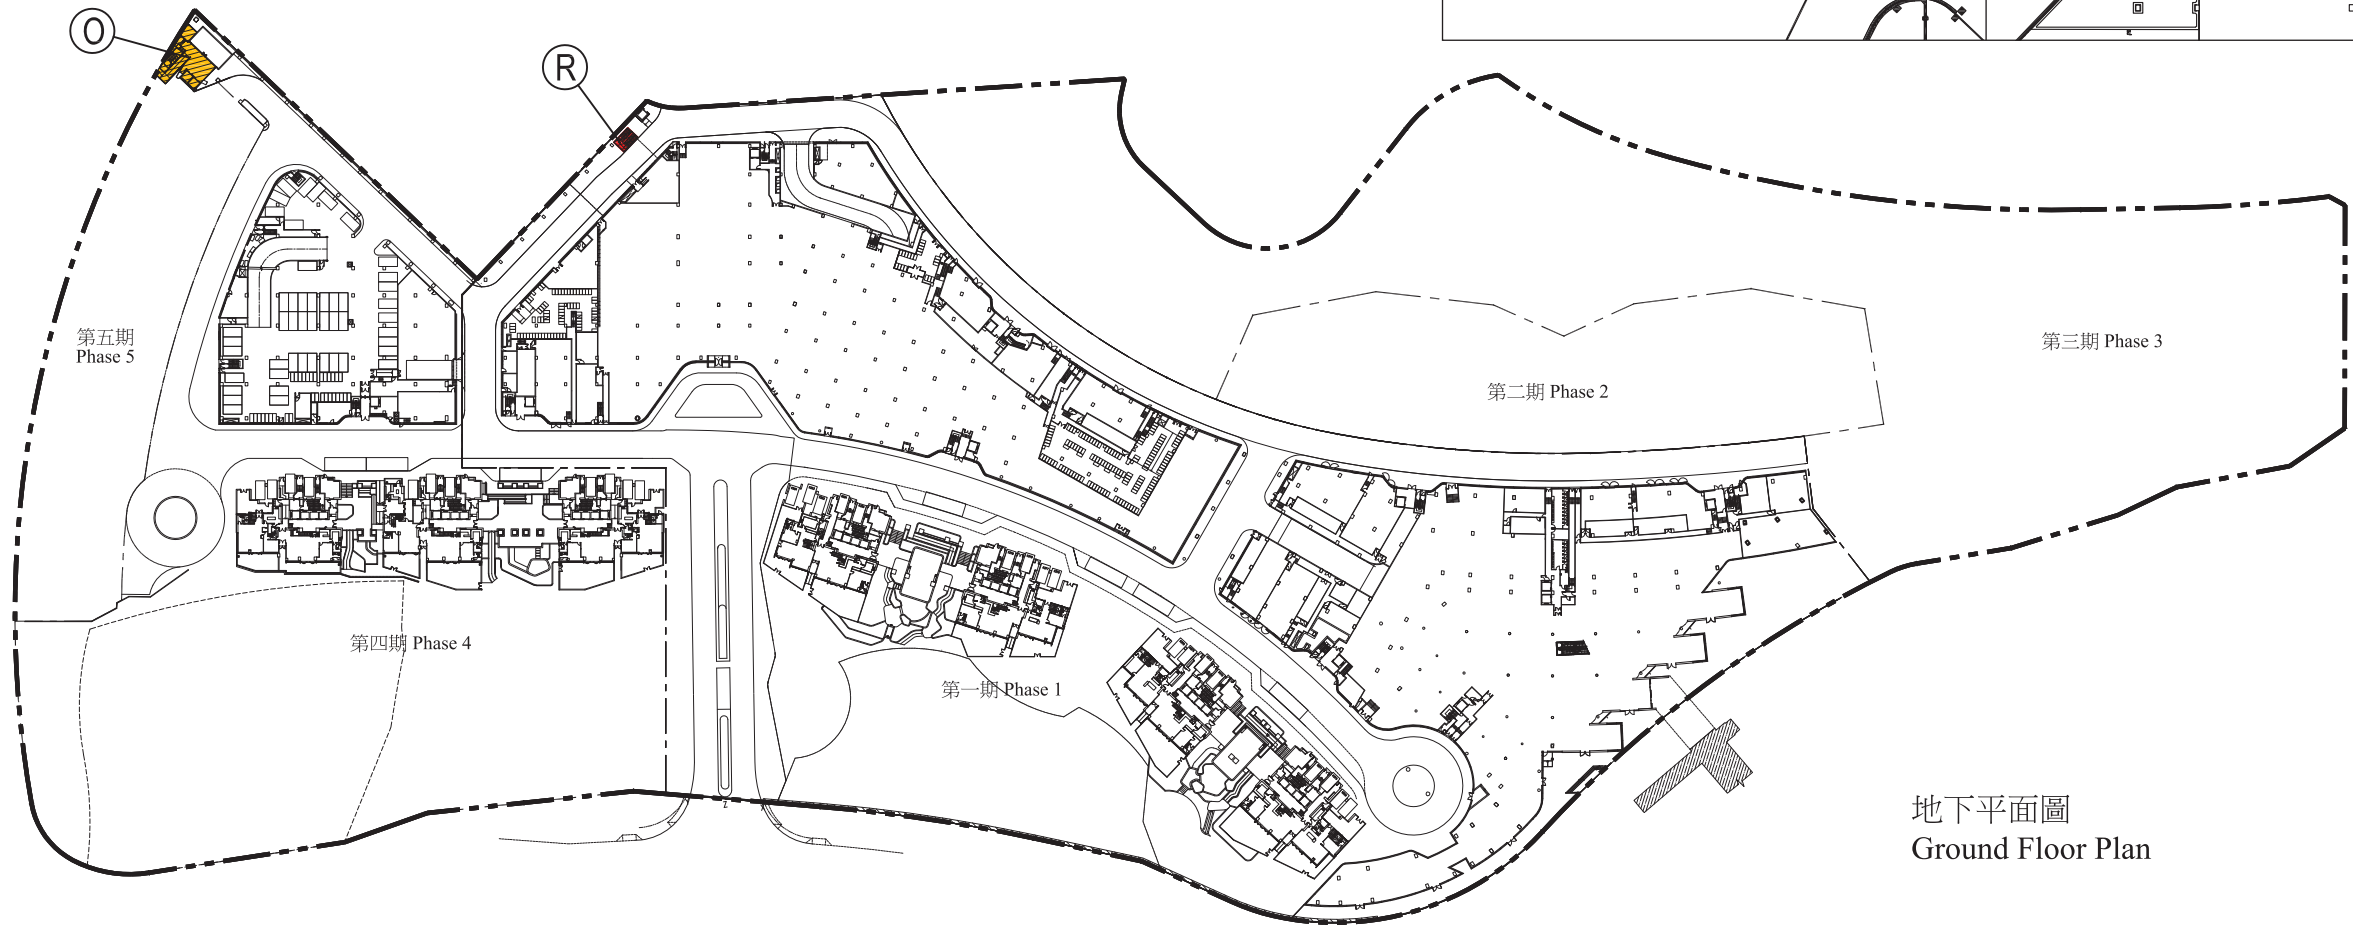 O
R
第五期
Phase 5
第三期 Phase 3
第二期 Phase 2
第四期 Phase 4
第一期 Phase 1
地下平面圖
Ground Floor Plan